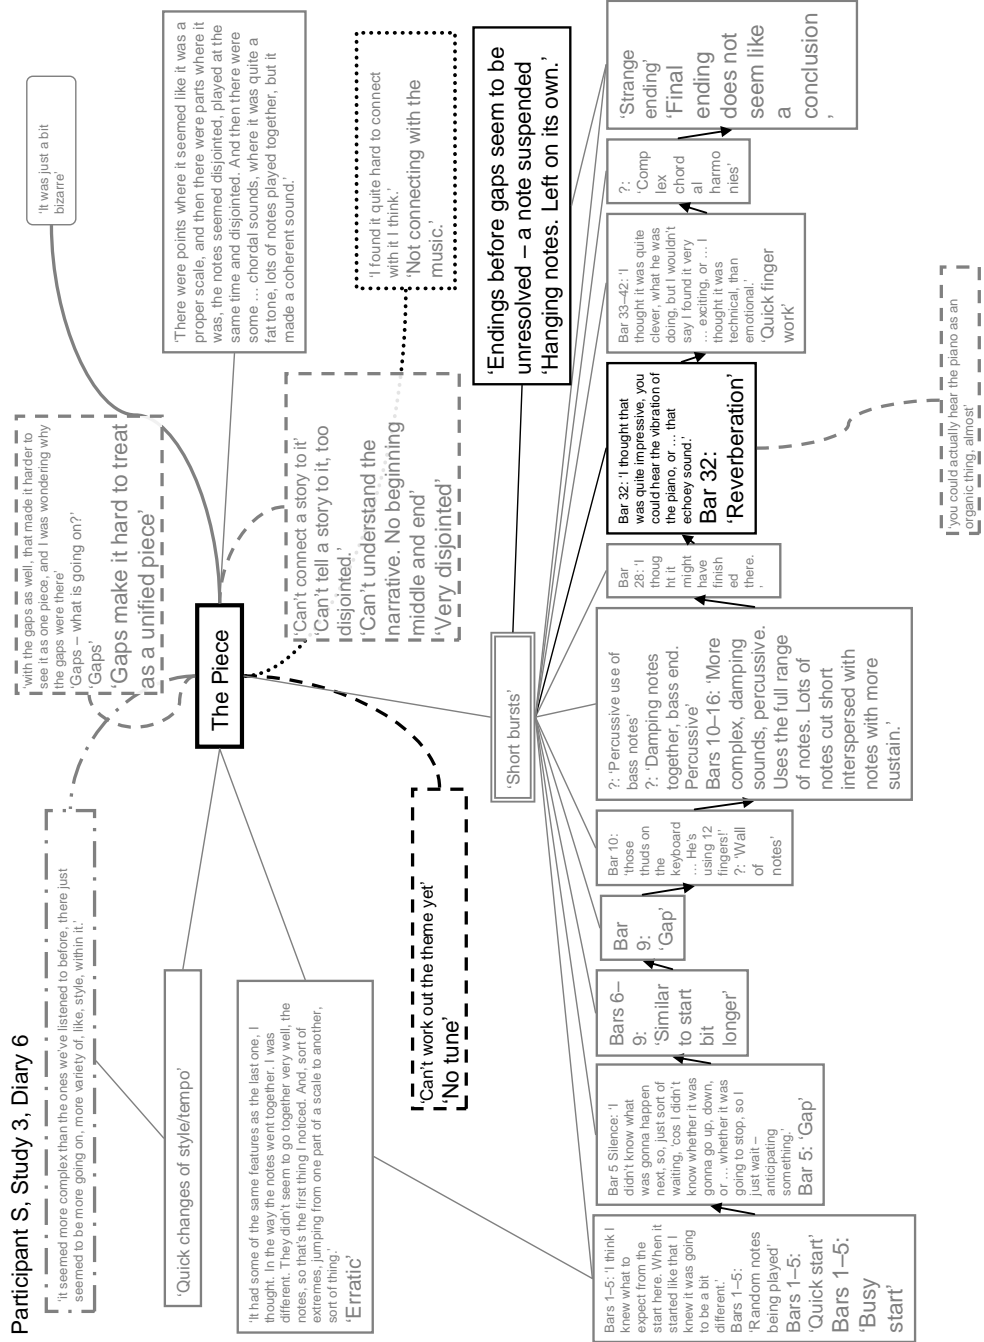 Participant S, Study 3, Diary 6
‘it seemed more complex than the ones we’ve listened to before, there just
seemed to be more going on, more variety of, like, style, within it.’
‘with the gaps as well, that made it harder to
see it as one piece, and I was wondering why
the gaps were there’
‘Gaps – what is going on?’
‘Gaps’
‘Gaps make it hard to treat
as a unified piece’
‘It was just a bit
bizarre’
‘Quick changes of style/tempo’
The Piece
‘There were points where it seemed like it was a
proper scale, and then there were parts where it
was, the notes seemed disjointed, played at the
same time and disjointed. And then there were
some … chordal sounds, where it was quite a
fat tone, lots of notes played together, but it
made a coherent sound.’
‘It had some of the same features as the last one, I
thought. In the way the notes went together. I was
different. They didn’t seem to go together very well, the
notes, so that’s the first thing I noticed. And, sort of
extremes, jumping from one part of a scale to another,
sort of thing.’
‘Erratic’
‘Can’t connect a story to it’
‘Can’t tell a story to it, too
disjointed.’
‘Can’t understand the
narrative. No beginning
middle and end’
‘Very disjointed’
‘I found it quite hard to connect
with it I think.’
‘Not connecting with the
music.’
‘Can’t work out the theme yet’
‘No tune’
‘Short bursts’
‘Endings before gaps seem to be
unresolved – a note suspended
‘Hanging notes. Left on its own.’
Bars 1–5: ‘I think I
knew what to
expect from the
start here. When it
started like that I
knew it was going
to be a bit
different.’
Bars 1–5:
‘Random notes
being played’
Bars 1–5:
‘Quick start’
Bars 1–5:
‘Busy
start’
Bar 5 Silence: ‘I
didn’t know what
was gonna happen
next, so, just sort of
waiting, ’cos I didn’t
know whether it was
gonna go up, down,
or … whether it was
going to stop, so I
just wait –
anticipating
something.’
Bar 5: ‘Gap’
Bars 6–
9:
‘Similar
to start
bit
longer’
Bar
9:
‘Gap’
Bar 10:
‘those
thuds on
the
keyboard
… He’s
using 12
fingers!’
?: ‘Wall
of
notes’
?: ‘Percussive use of
bass notes’
?: ‘Damping notes
together, bass end.
Percussive’
Bars 10–16: ‘More
complex, damping
sounds, percussive.
Uses the full range
of notes. Lots of
notes cut short
interspersed with
notes with more
sustain.’
Bar
28: ‘I
thoug
ht it
might
have
finish
ed
there.
’
Bar 32: ‘I thought that
was quite impressive, you
could hear the vibration of
the piano, or … that
echoey sound.’
Bar 32:
‘Reverberation’
Bar 33–42: ‘I
thought it was quite
clever, what he was
doing, but I wouldn’t
say I found it very
… exciting, or … I
thought it was
technical, than
emotional.’
‘Quick finger
work’
?:
‘Comp
lex
chord
al
harmo
nies’
‘Strange
ending’
‘Final
ending
does not
seem like
a
conclusion
’
‘you could actually hear the piano as an
organic thing, almost’